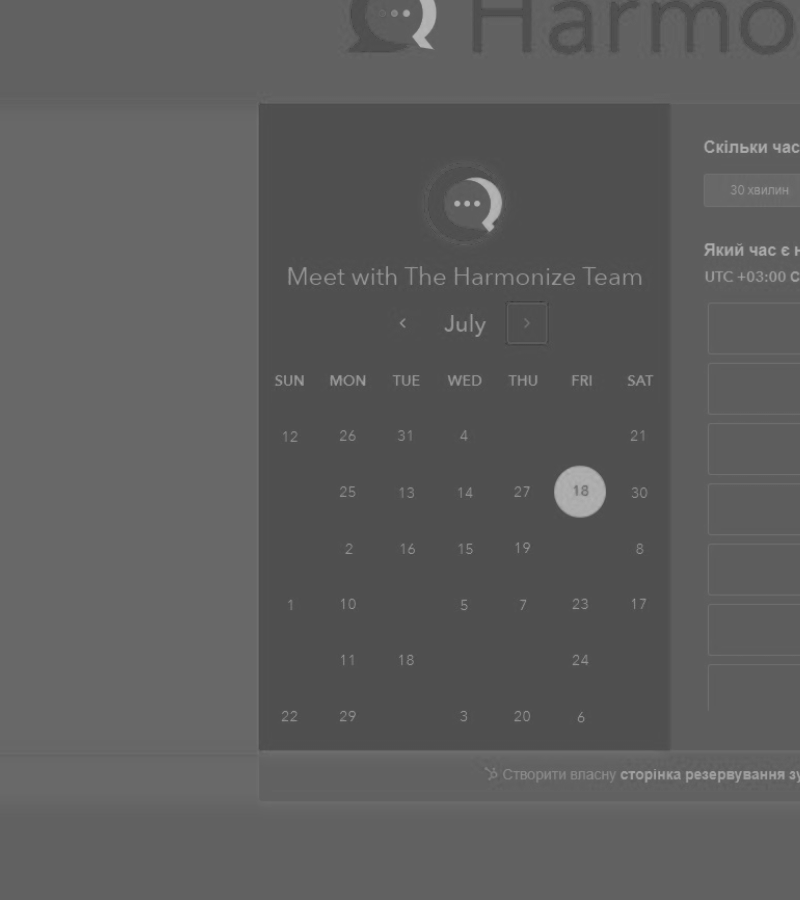 Harmo
Meet with The Harmonize Team
July
SUN MON TUE WED THU FRI SAT
12 26 31 4 21
25 13 14 27 18 30
2 16 15 19 8
1 10 5 7 23 17
11 18 24
22 29 3 20 6
Скільки час
30 хвилин
Який час є н
UTC +03:00 С
Створити власну сторінка резервування зу